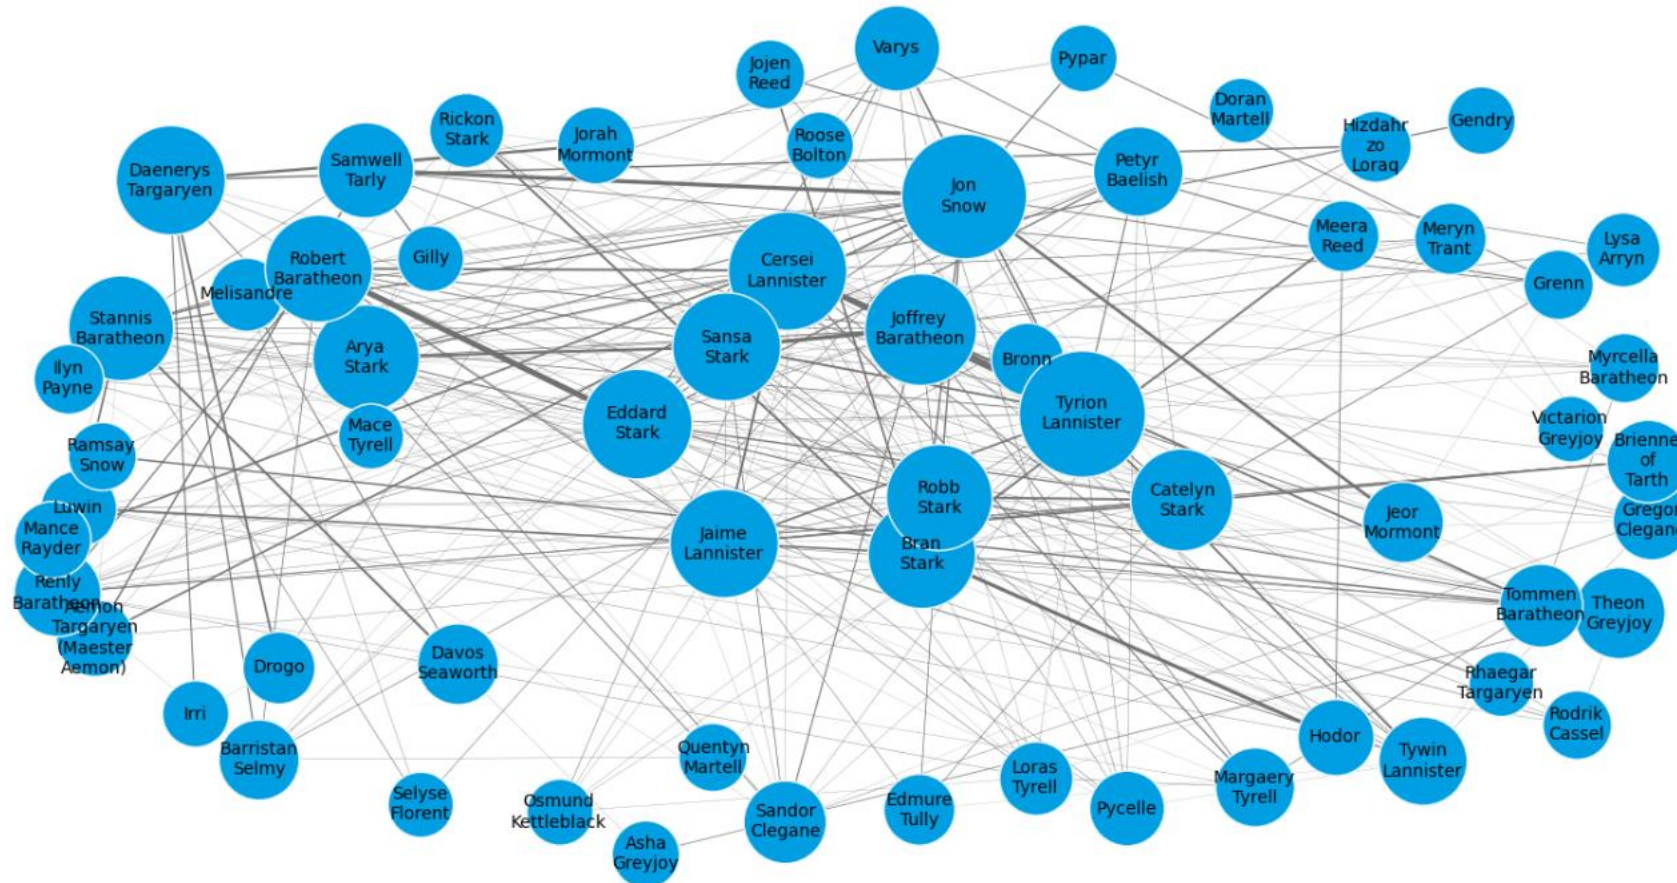 Varys
Jojen
Reed
Pypar
Doran
Martell
Rickon
Stark
Jorah
Mormont
Roose
Bolton
Hizdahr
zo
Loraq
Gendry
Daenerys
Targaryen
Samwell
Tarly
Jon
Snow
Petyr
Baelish
Meera
Reed
Meryn
Trant
Lysa
Arryn
Robert
Baratheon
Gilly
Cersei
Lannister
Grenn
Melisandre
Stannis
Baratheon
Arya
Stark
Sansa
Stark
Joffrey
Baratheon
Bronn
Myrcella
Baratheon
Ilyn
Payne
Mace
Tyrell
Eddard
Stark
Tyrion
Lannister
Victarion
Greyjoy
Brienne
of
Tarth
Ramsay
Snow
Luwin
Robb
Stark
Catelyn
Stark
Jeor
Mormont
Gregor
Clegane
Mance
Rayder
Jaime
Lannister
Bran
Stark
Renly
Baratheon
Aemon
Targaryen
(Maester
Aemon)
Tommen
Baratheon
Theon
Greyjoy
Drogo
Davos
Seaworth
Rhaegar
Targaryen
Irri
Rodrik
Cassel
Barristan
Selmy
Quentyn
Martell
Hodor
Tywin
Lannister
Selyse
Florent
Osmund
Kettleblack
Sandor
Clegane
Edmure
Tully
Loras
Tyrell
Pycelle
Margaery
Tyrell
Asha
Greyjoy